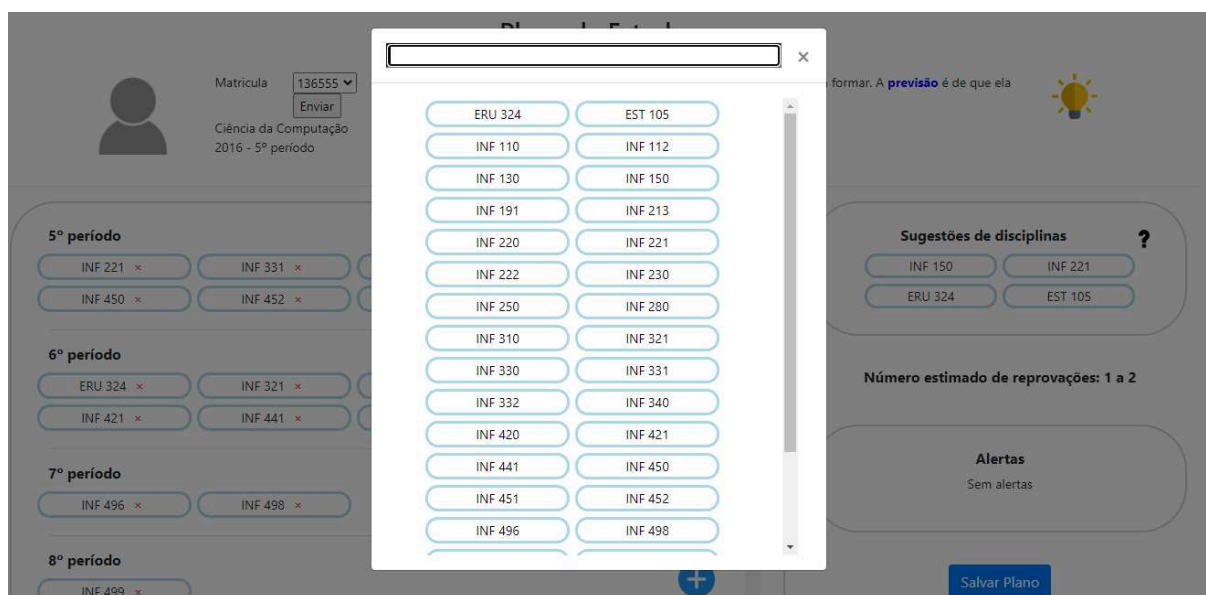 Matricula 136555
Enviar
Ciência da Computação
2016 - 5º período
formar. A previsão é de que ela
×
ERU 324 EST 105
INF 110 INF 112
INF 130 INF 150
INF 191 INF 213
INF 220 INF 221
INF 222 INF 230
INF 250 INF 280
INF 310 INF 321
INF 330 INF 331
INF 332 INF 340
INF 420 INF 421
INF 441 INF 450
INF 451 INF 452
INF 496 INF 498
5º período
INF 221 × INF 331 ×
INF 450 × INF 452 ×
6º período
ERU 324 × INF 321 ×
INF 421 × INF 441 ×
7º período
INF 496 × INF 498 ×
8º período
INF 499 ×
+
Sugestões de disciplinas ?
INF 150 INF 221
ERU 324 EST 105
Número estimado de reprovações: 1 a 2
Alertas
Sem alertas
Salvar Plano